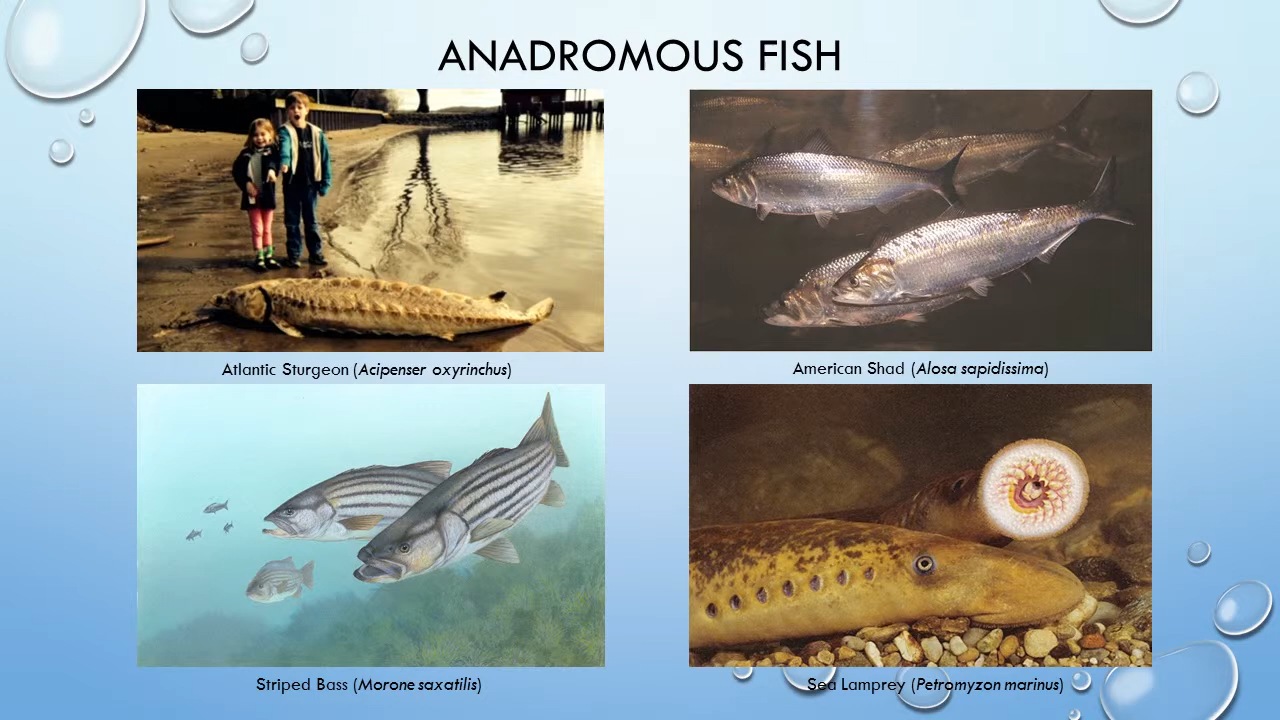 ANADROMOUS FISH
Atlantic Sturgeon (Acipenser oxyrinchus)
American Shad (Alosa sapidissima)
Striped Bass (Morone saxatilis)
Sea Lamprey (Petromyzon marinus)